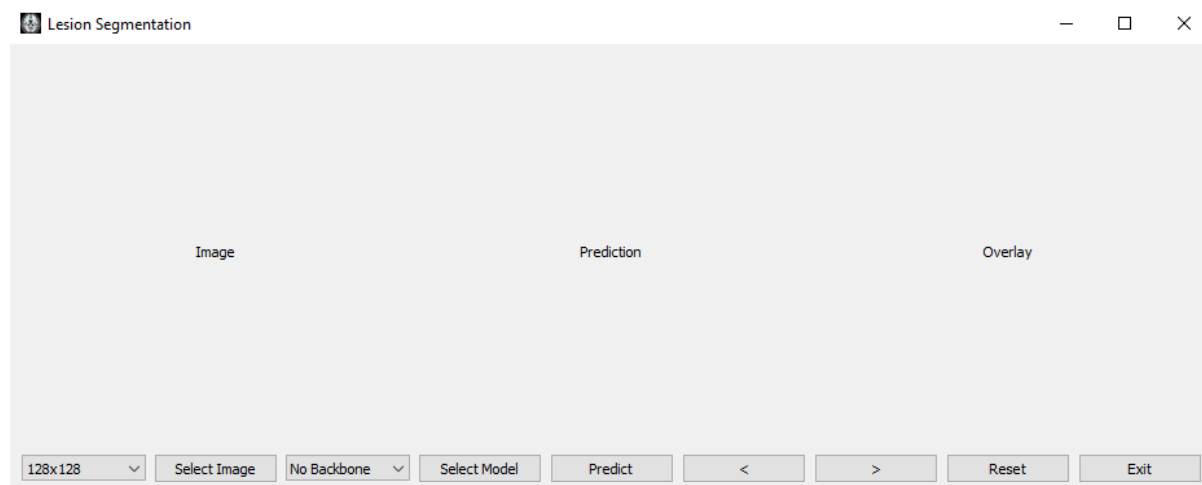 Lesion Segmentation
Image Prediction Overlay
128x128 Select Image No Backbone Select Model Predict < > Reset Exit